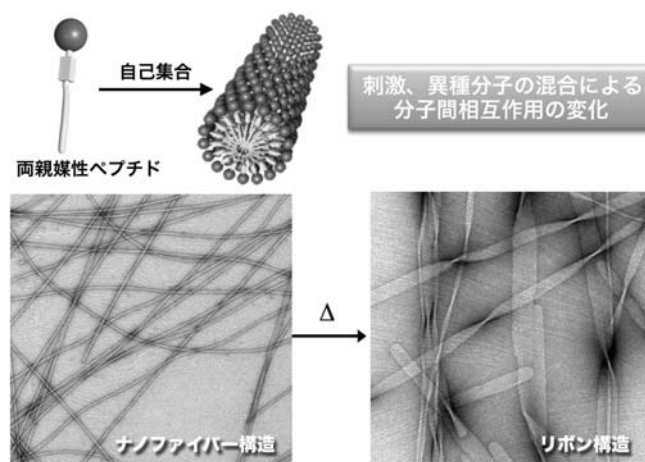 自己集合
刺激、異種分子の混合による
分子間相互作用の変化
両親媒性ペプチド
Δ
ナノファイバー構造
リボン構造